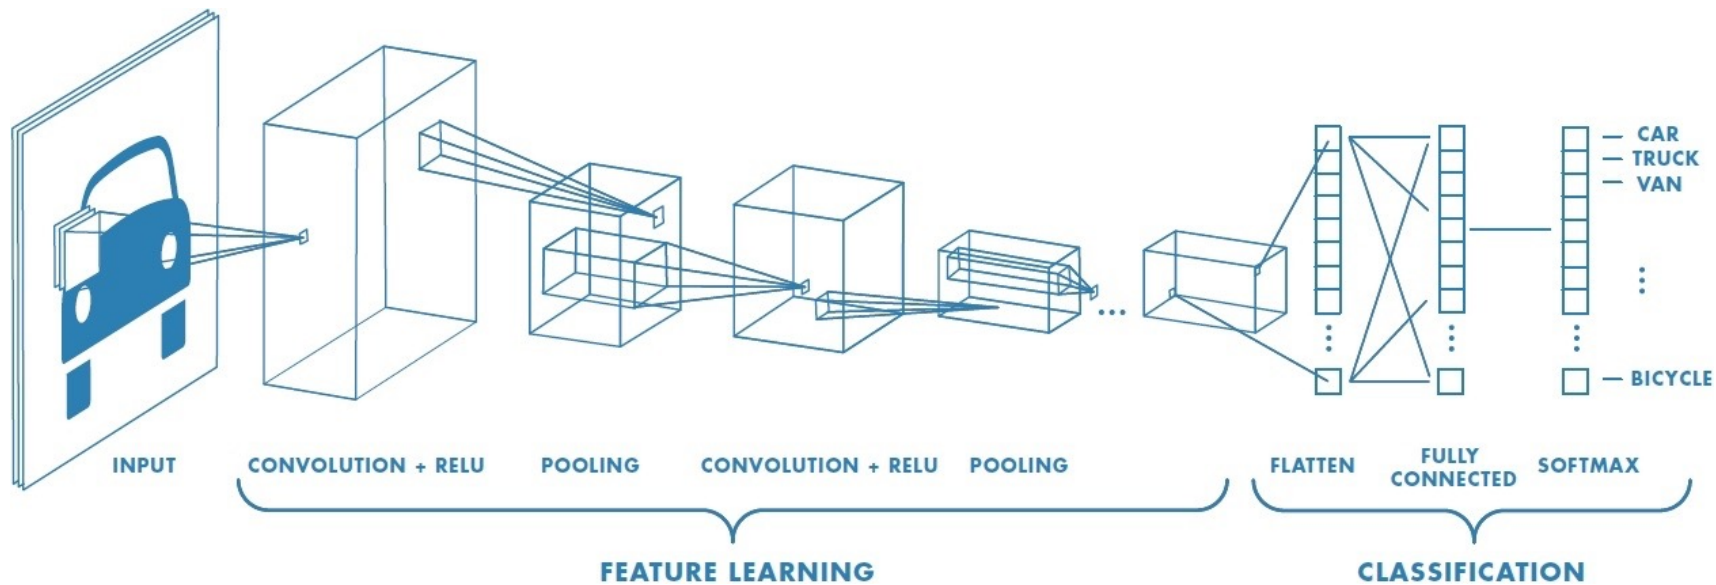 CAR
TRUCK
VAN
BICYCLE
INPUT
CONVOLUTION + RELU
POOLING
CONVOLUTION + RELU
POOLING
FLATTEN
FULLY
CONNECTED
SOFTMAX
FEATURE LEARNING
CLASSIFICATION